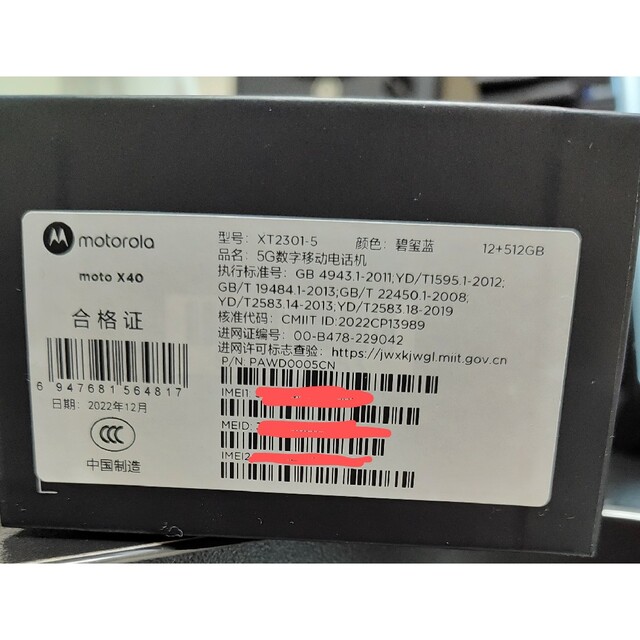 motorola
moto X40
合格证
6 947681 564817
日期: 2022年12月
CCC
中国制造
型号: XT2301-5 颜色: 碧玺蓝 12+512GB
品名: 5G数字移动电话机
执行标准号: GB 4943.1-2011;YD/T1595.1-2012;
GB/T 19484.1-2013;GB/T 22450.1-2008;
YD/T2583.14-2013;YD/T2583.18-2019
核准代码: CMIIT ID:2022CP13989
进网证编号: 00-B478-229042
进网许可标志查验: https://jwxkjwgl.miit.gov.cn
P/N: PAWD0005CN
IMEI1
MEID:
IMEI2